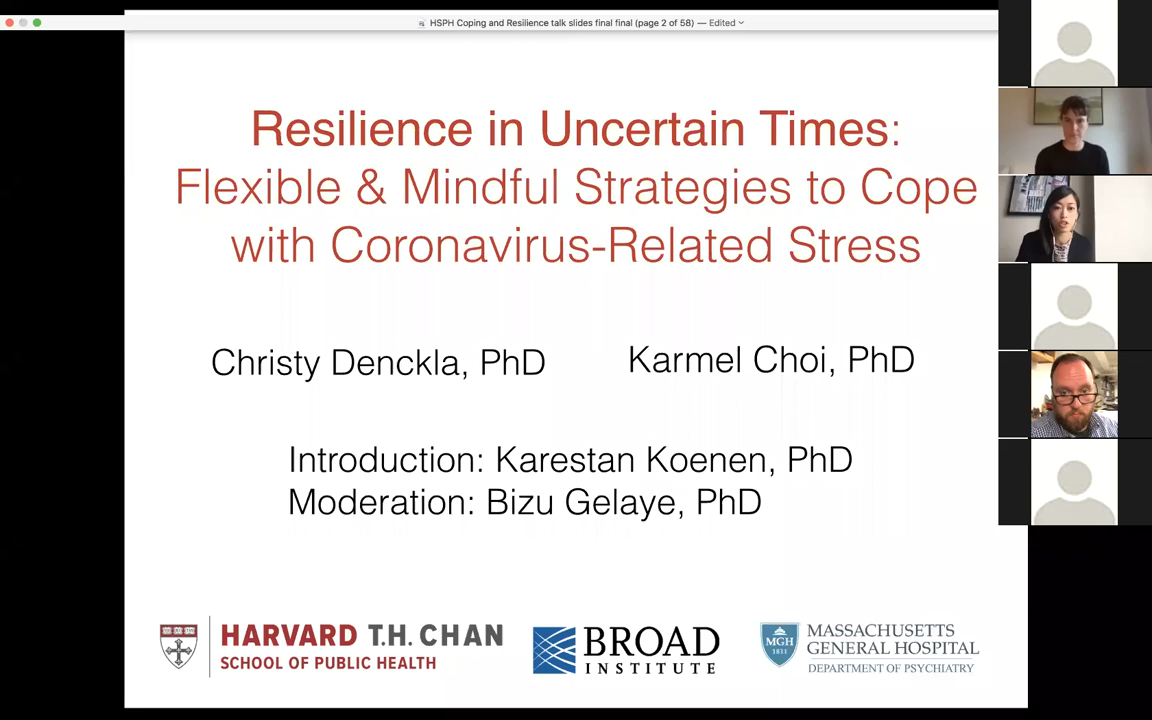 HSPH Coping and Resilience talk slides final final (page 2 of 58) — Edited
Resilience in Uncertain Times:
Flexible & Mindful Strategies to Cope
with Coronavirus-Related Stress
Christy Denckla, PhD
Karmel Choi, PhD
Introduction: Karestan Koenen, PhD
Moderation: Bizu Gelaye, PhD
HARVARD T.H. CHAN
SCHOOL OF PUBLIC HEALTH
BROAD
INSTITUTE
MGH
1811
MASSACHUSETTS
GENERAL HOSPITAL
DEPARTMENT OF PSYCHIATRY